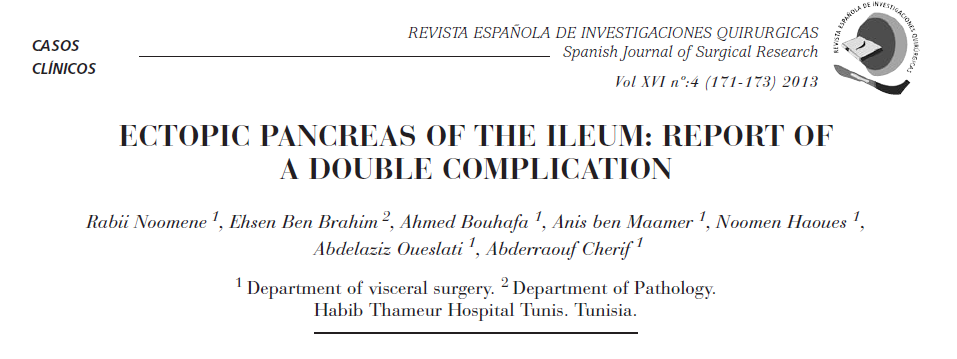 CASOS
CLÍNICOS
REVISTA ESPAÑOLA DE INVESTIGACIONES QUIRURGICAS
Spanish Journal of Surgical Research
Vol XVI nº:4 (171-173) 2013
REVISTA ESPAÑOLA DE INVESTIGACIONES QUIRÚRGICAS
ECTOPIC PANCREAS OF THE ILEUM: REPORT OF
A DOUBLE COMPLICATION
Rabii Noomene 1, Ehsen Ben Brahim 2, Ahmed Bouhafa 1, Anis ben Maamer 1, Noomen Haoues 1,
Abdelaziz Oueslati 1, Abderraouf Cherif 1
1 Department of visceral surgery. 2 Department of Pathology.
Habib Thameur Hospital Tunis. Tunisia.